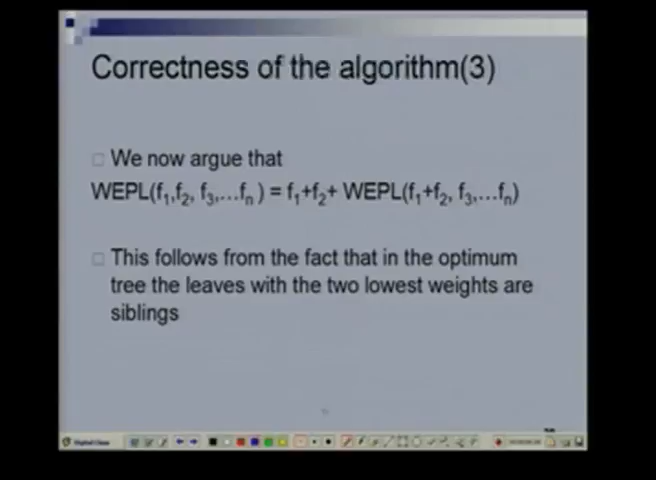 Correctness of the algorithm(3)
We now argue that
WEPL(f₁,f₂, f₃,...fₙ ) = f₁+f₂+ WEPL(f₁+f₂, f₃,...fₙ)
This follows from the fact that in the optimum
tree the leaves with the two lowest weights are
siblings